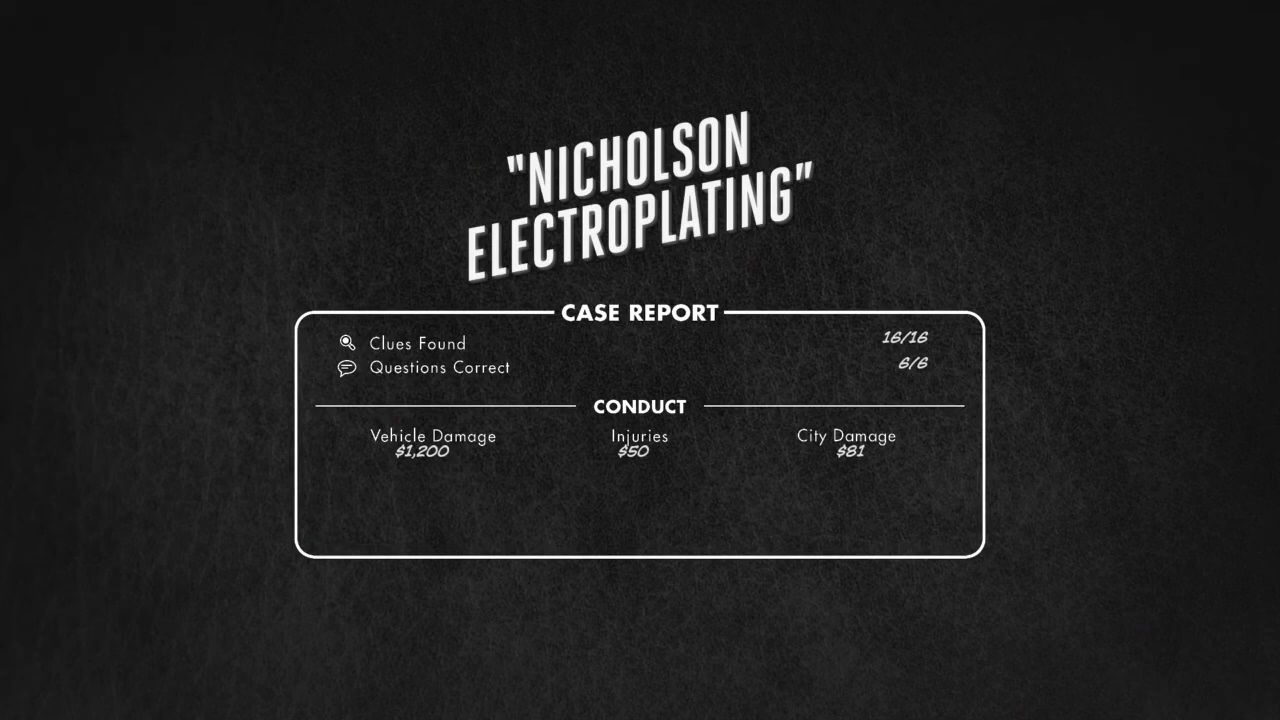 "NICHOLSON
ELECTROPLATING"
CASE REPORT
Clues Found 16/16
Questions Correct 6/6
CONDUCT
Vehicle Damage Injuries City Damage
$1,200 $50 $81